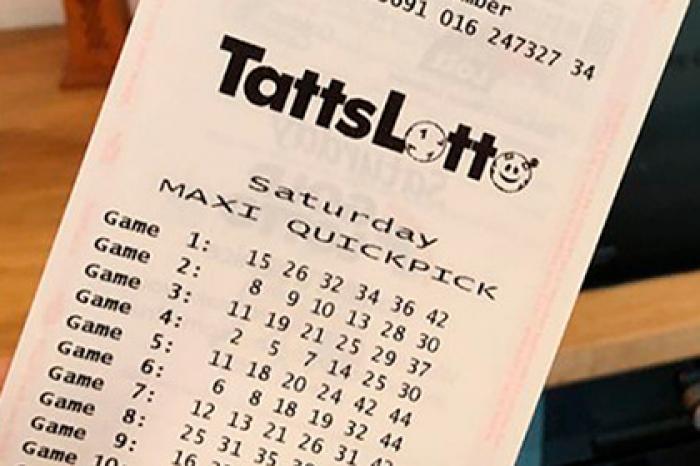 016 247327 34
TattsLotto
Saturday
MAXI QUICKPICK
Game 1: 15 26 32 34 36 42
Game 2: 8 9 10 13 28 30
Game 3: 11 19 21 25 29 37
Game 4: 2 5 7 14 25 30
Game 5: 11 18 20 24 42 44
Game 6: 6 8 18 19 32 44
Game 7: 12 13 21 26 31 42
Game 8: 25 31 35
Game 9: 16
Game 10